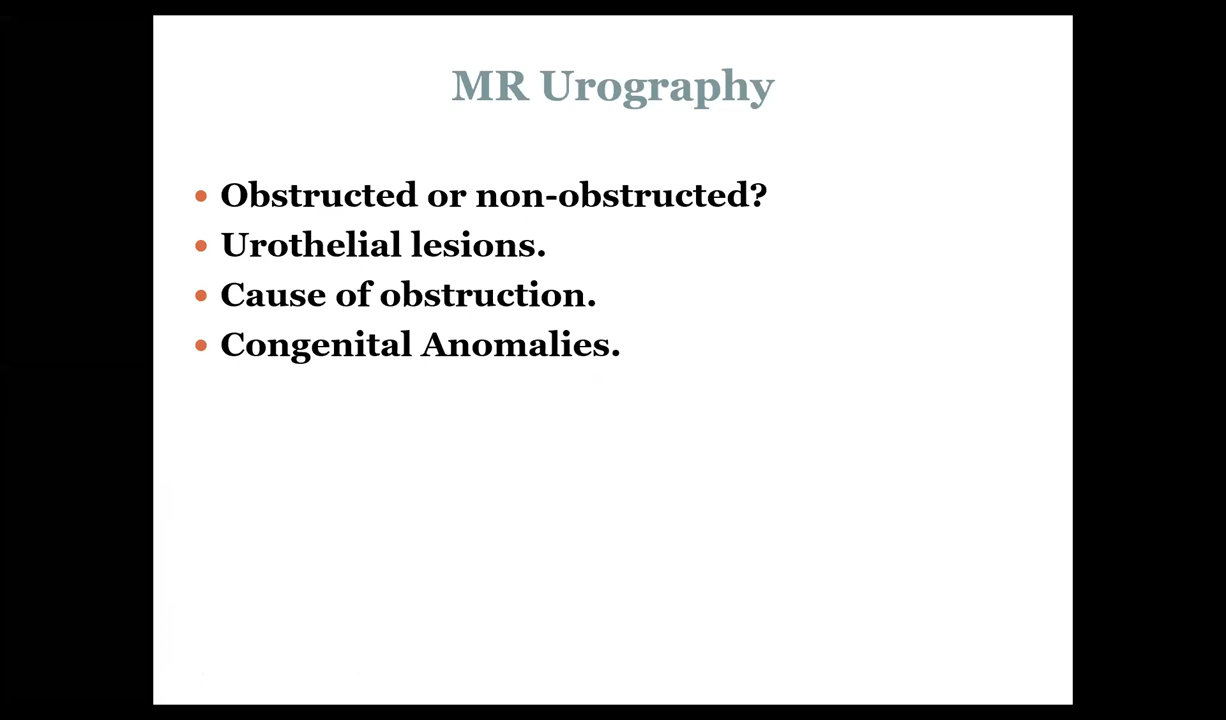 MR Urography
• Obstructed or non-obstructed?
• Urothelial lesions.
• Cause of obstruction.
• Congenital Anomalies.